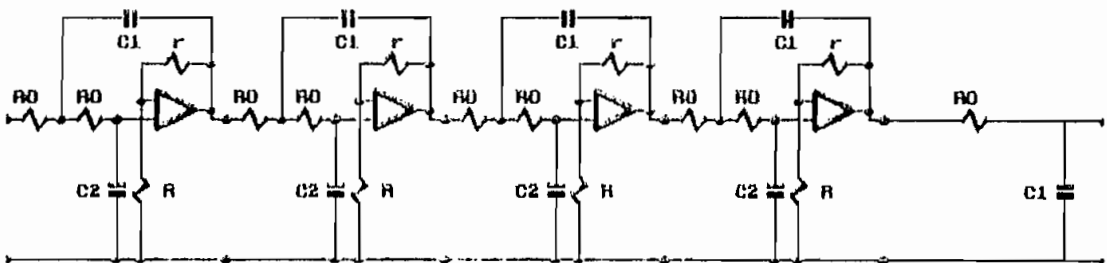 C1 C1 C1 C1
r r r r
R0 R0 R0 R0 R0 R0 R0 R0 R0
C2 R C2 R C2 R C2 R C1